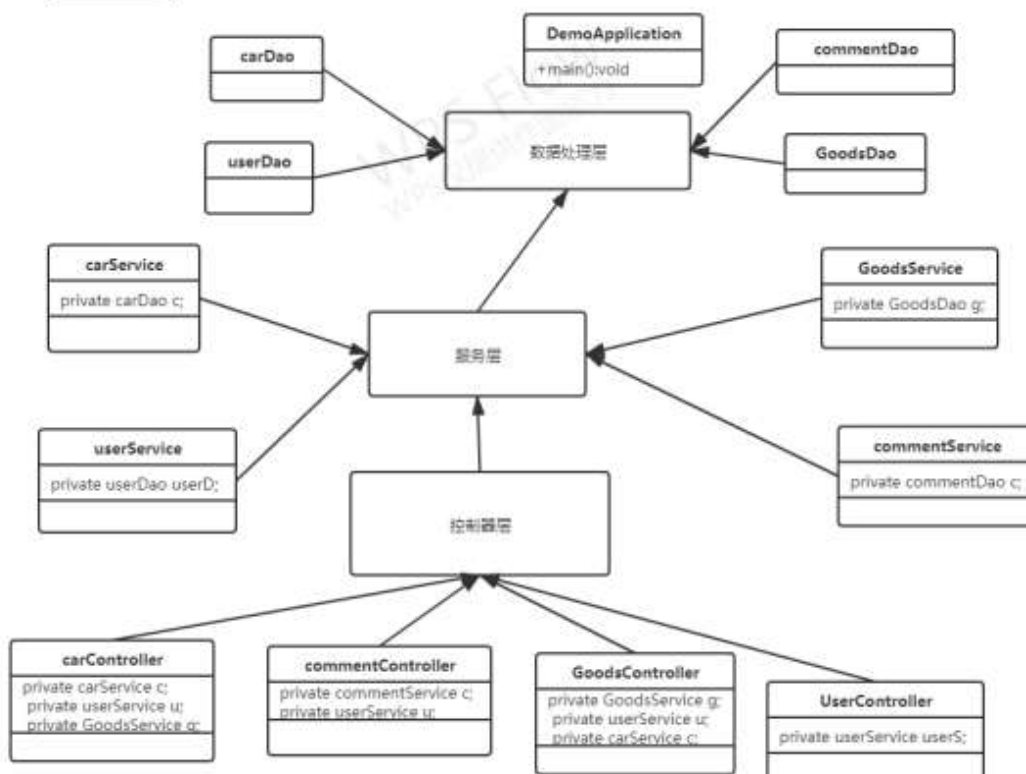 carDao
DemoApplication
+main():void
commentDao
userDao
数据处理层
GoodsDao
carService
private carDao c;
GoodsService
private GoodsDao g;
服务层
userService
private userDao userD;
commentService
private commentDao c;
控制器层
carController
private carService c;
private userService u;
private GoodsService g;
commentController
private commentService c;
private userService u;
GoodsController
private GoodsService g;
private userService u;
private carService c;
UserController
private userService userS;
WPS Flow